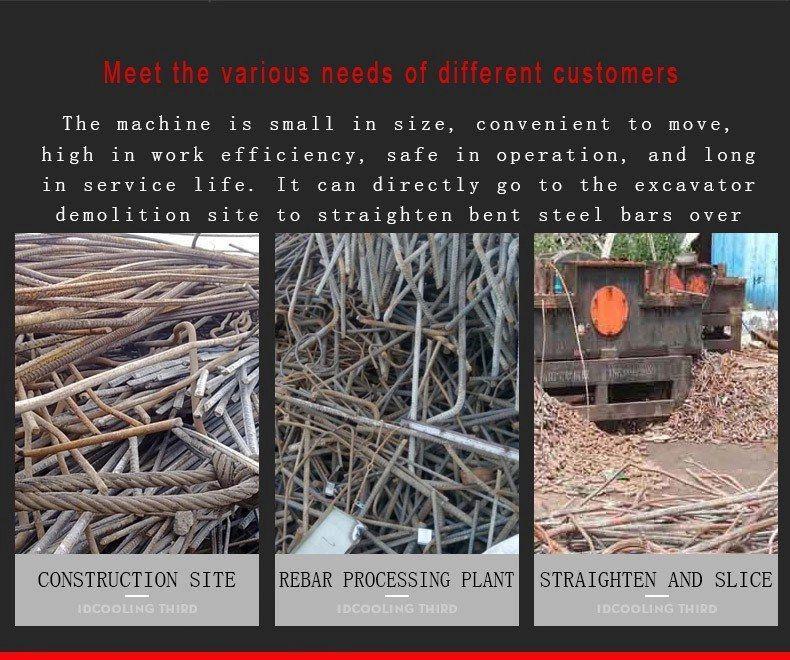 Meet the various needs of different customers
The machine is small in size, convenient to move,
high in work efficiency, safe in operation, and long
in service life. It can directly go to the excavator
demolition site to straighten bent steel bars over
CONSTRUCTION SITE
IDCOOLING THIRD
REBAR PROCESSING PLANT
IDCOOLING THIRD
STRAIGHTEN AND SLICE
IDCOOLING THIRD